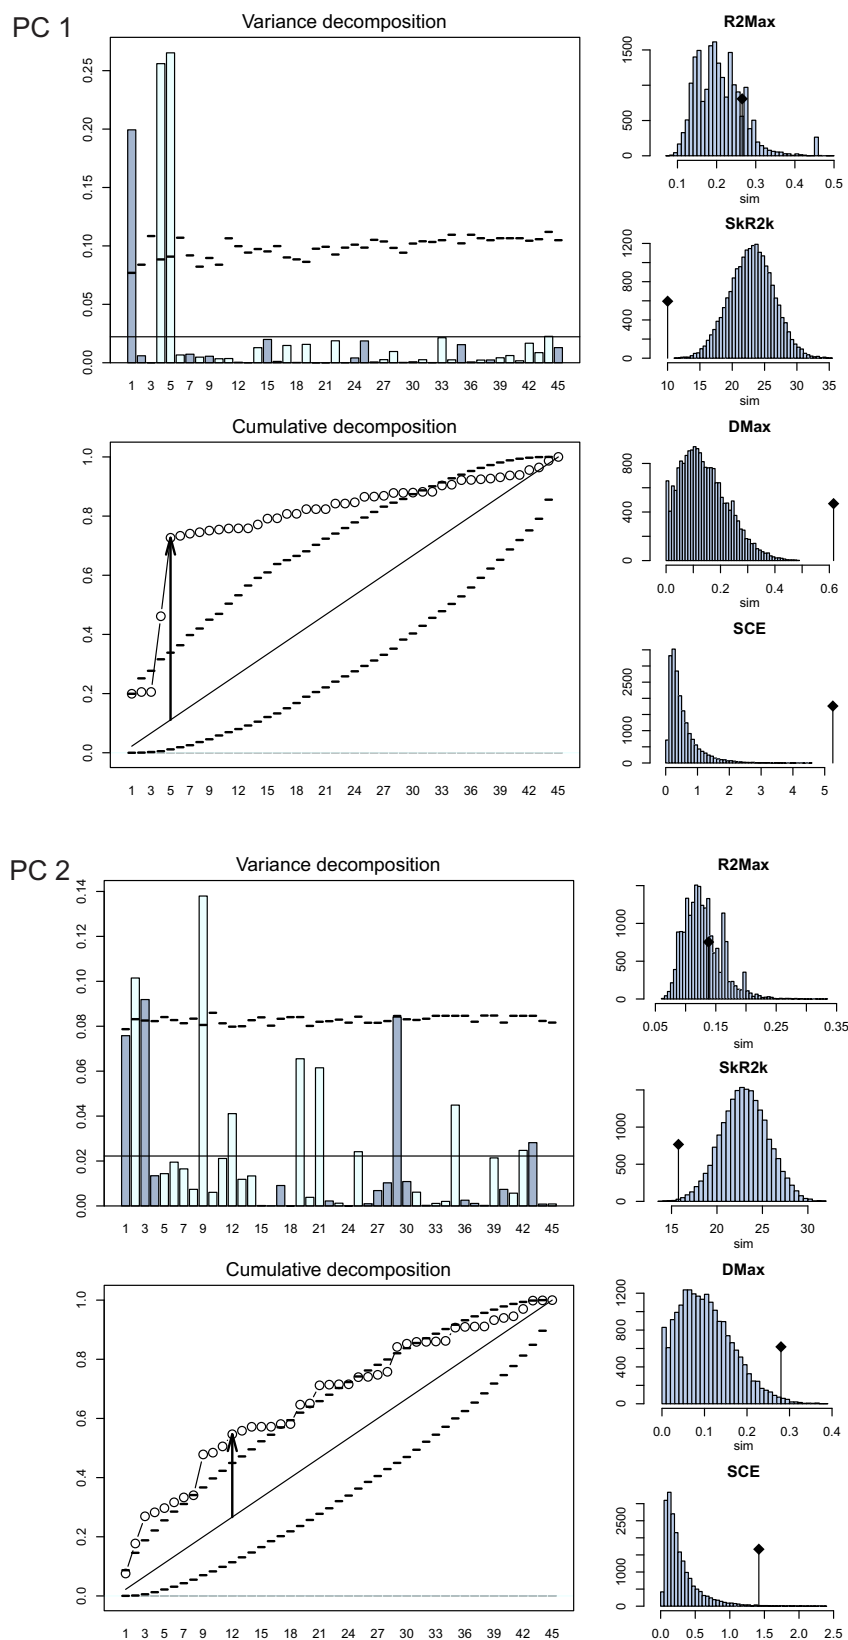 PC 1
Variance decomposition
0.00 0.05 0.10 0.15 0.20 0.25
1 3 5 7 9 12 15 18 21 24 27 30 33 36 39 42 45
R2Max
0 500 1500
0.1 0.2 0.3 0.4 0.5
sim
SkR2k
0 400 800 1200
10 15 20 25 30 35
sim
Cumulative decomposition
0.0 0.2 0.4 0.6 0.8 1.0
1 3 5 7 9 12 15 18 21 24 27 30 33 36 39 42 45
DMax
0 400 800
0.0 0.2 0.4 0.6
sim
SCE
0 1000 2500
0 1 2 3 4 5
PC 2
Variance decomposition
0.00 0.02 0.04 0.06 0.08 0.10 0.12 0.14
1 3 5 7 9 12 15 18 21 24 27 30 33 36 39 42 45
R2Max
0 500 1000
0.05 0.15 0.25 0.35
sim
SkR2k
0 500 1000
15 20 25 30
sim
Cumulative decomposition
0.0 0.2 0.4 0.6 0.8 1.0
1 3 5 7 9 12 15 18 21 24 27 30 33 36 39 42 45
DMax
0 400 800 1200
0.0 0.1 0.2 0.3 0.4
sim
SCE
0 1000 2500
0.0 0.5 1.0 1.5 2.0 2.5